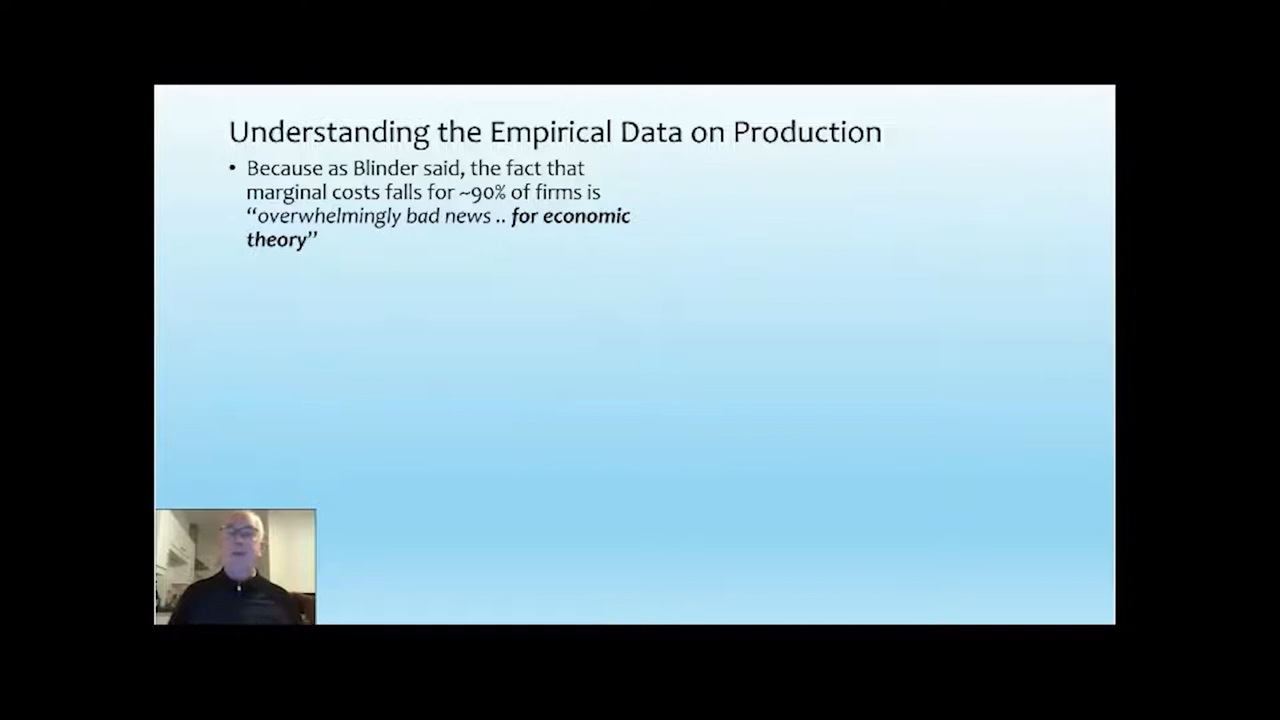 Understanding the Empirical Data on Production
• Because as Blinder said, the fact that
marginal costs falls for ~90% of firms is
“overwhelmingly bad news .. for economic
theory”